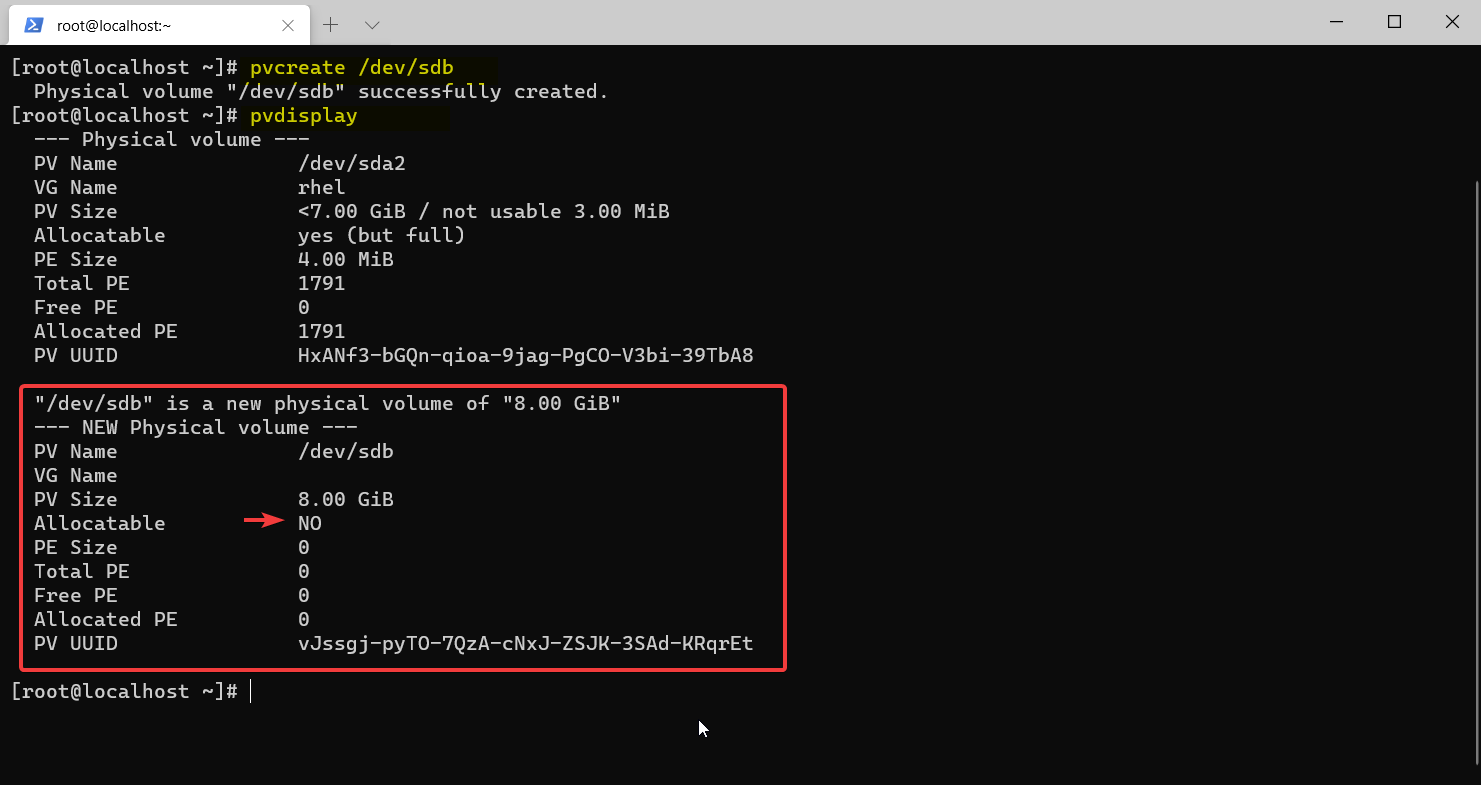 root@localhost:~
[root@localhost ~]# pvcreate /dev/sdb
  Physical volume "/dev/sdb" successfully created.
[root@localhost ~]# pvdisplay
  --- Physical volume ---
  PV Name               /dev/sda2
  VG Name               rhel
  PV Size               <7.00 GiB / not usable 3.00 MiB
  Allocatable           yes (but full)
  PE Size               4.00 MiB
  Total PE              1791
  Free PE               0
  Allocated PE          1791
  PV UUID               HxANf3-bGQn-qioa-9jag-PgCO-V3bi-39TbA8
  "/dev/sdb" is a new physical volume of "8.00 GiB"
  --- NEW Physical volume ---
  PV Name               /dev/sdb
  VG Name
  PV Size               8.00 GiB
  Allocatable           NO
  PE Size               0
  Total PE              0
  Free PE               0
  Allocated PE          0
  PV UUID               vJssgj-pyTO-7QzA-cNxJ-ZSJK-3SAd-KRqrEt
[root@localhost ~]#